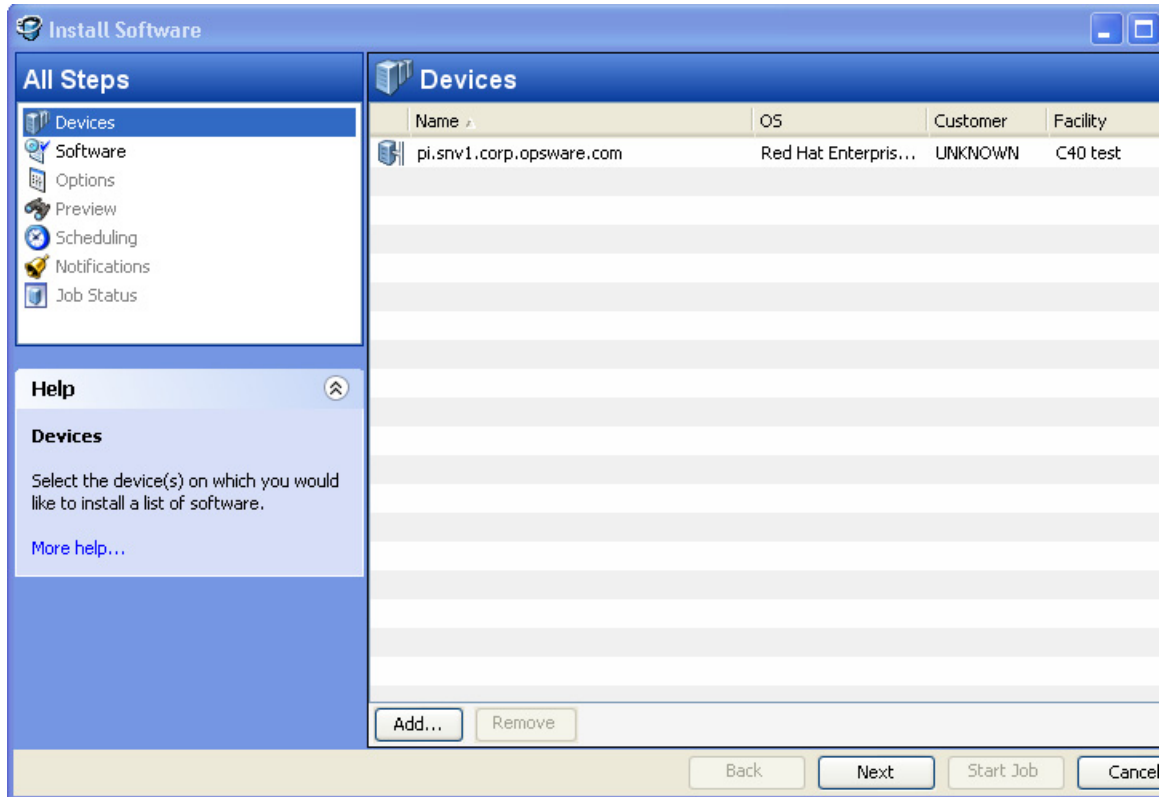 Install Software
All Steps
Devices
Software
Options
Preview
Scheduling
Notifications
Job Status
Help
Devices
Select the device(s) on which you would
like to install a list of software.
More help...
Devices
Name OS Customer Facility
pi.snv1.corp.opsware.com Red Hat Enterpris... UNKNOWN C40 test
Add... Remove
Back Next Start Job Cancel